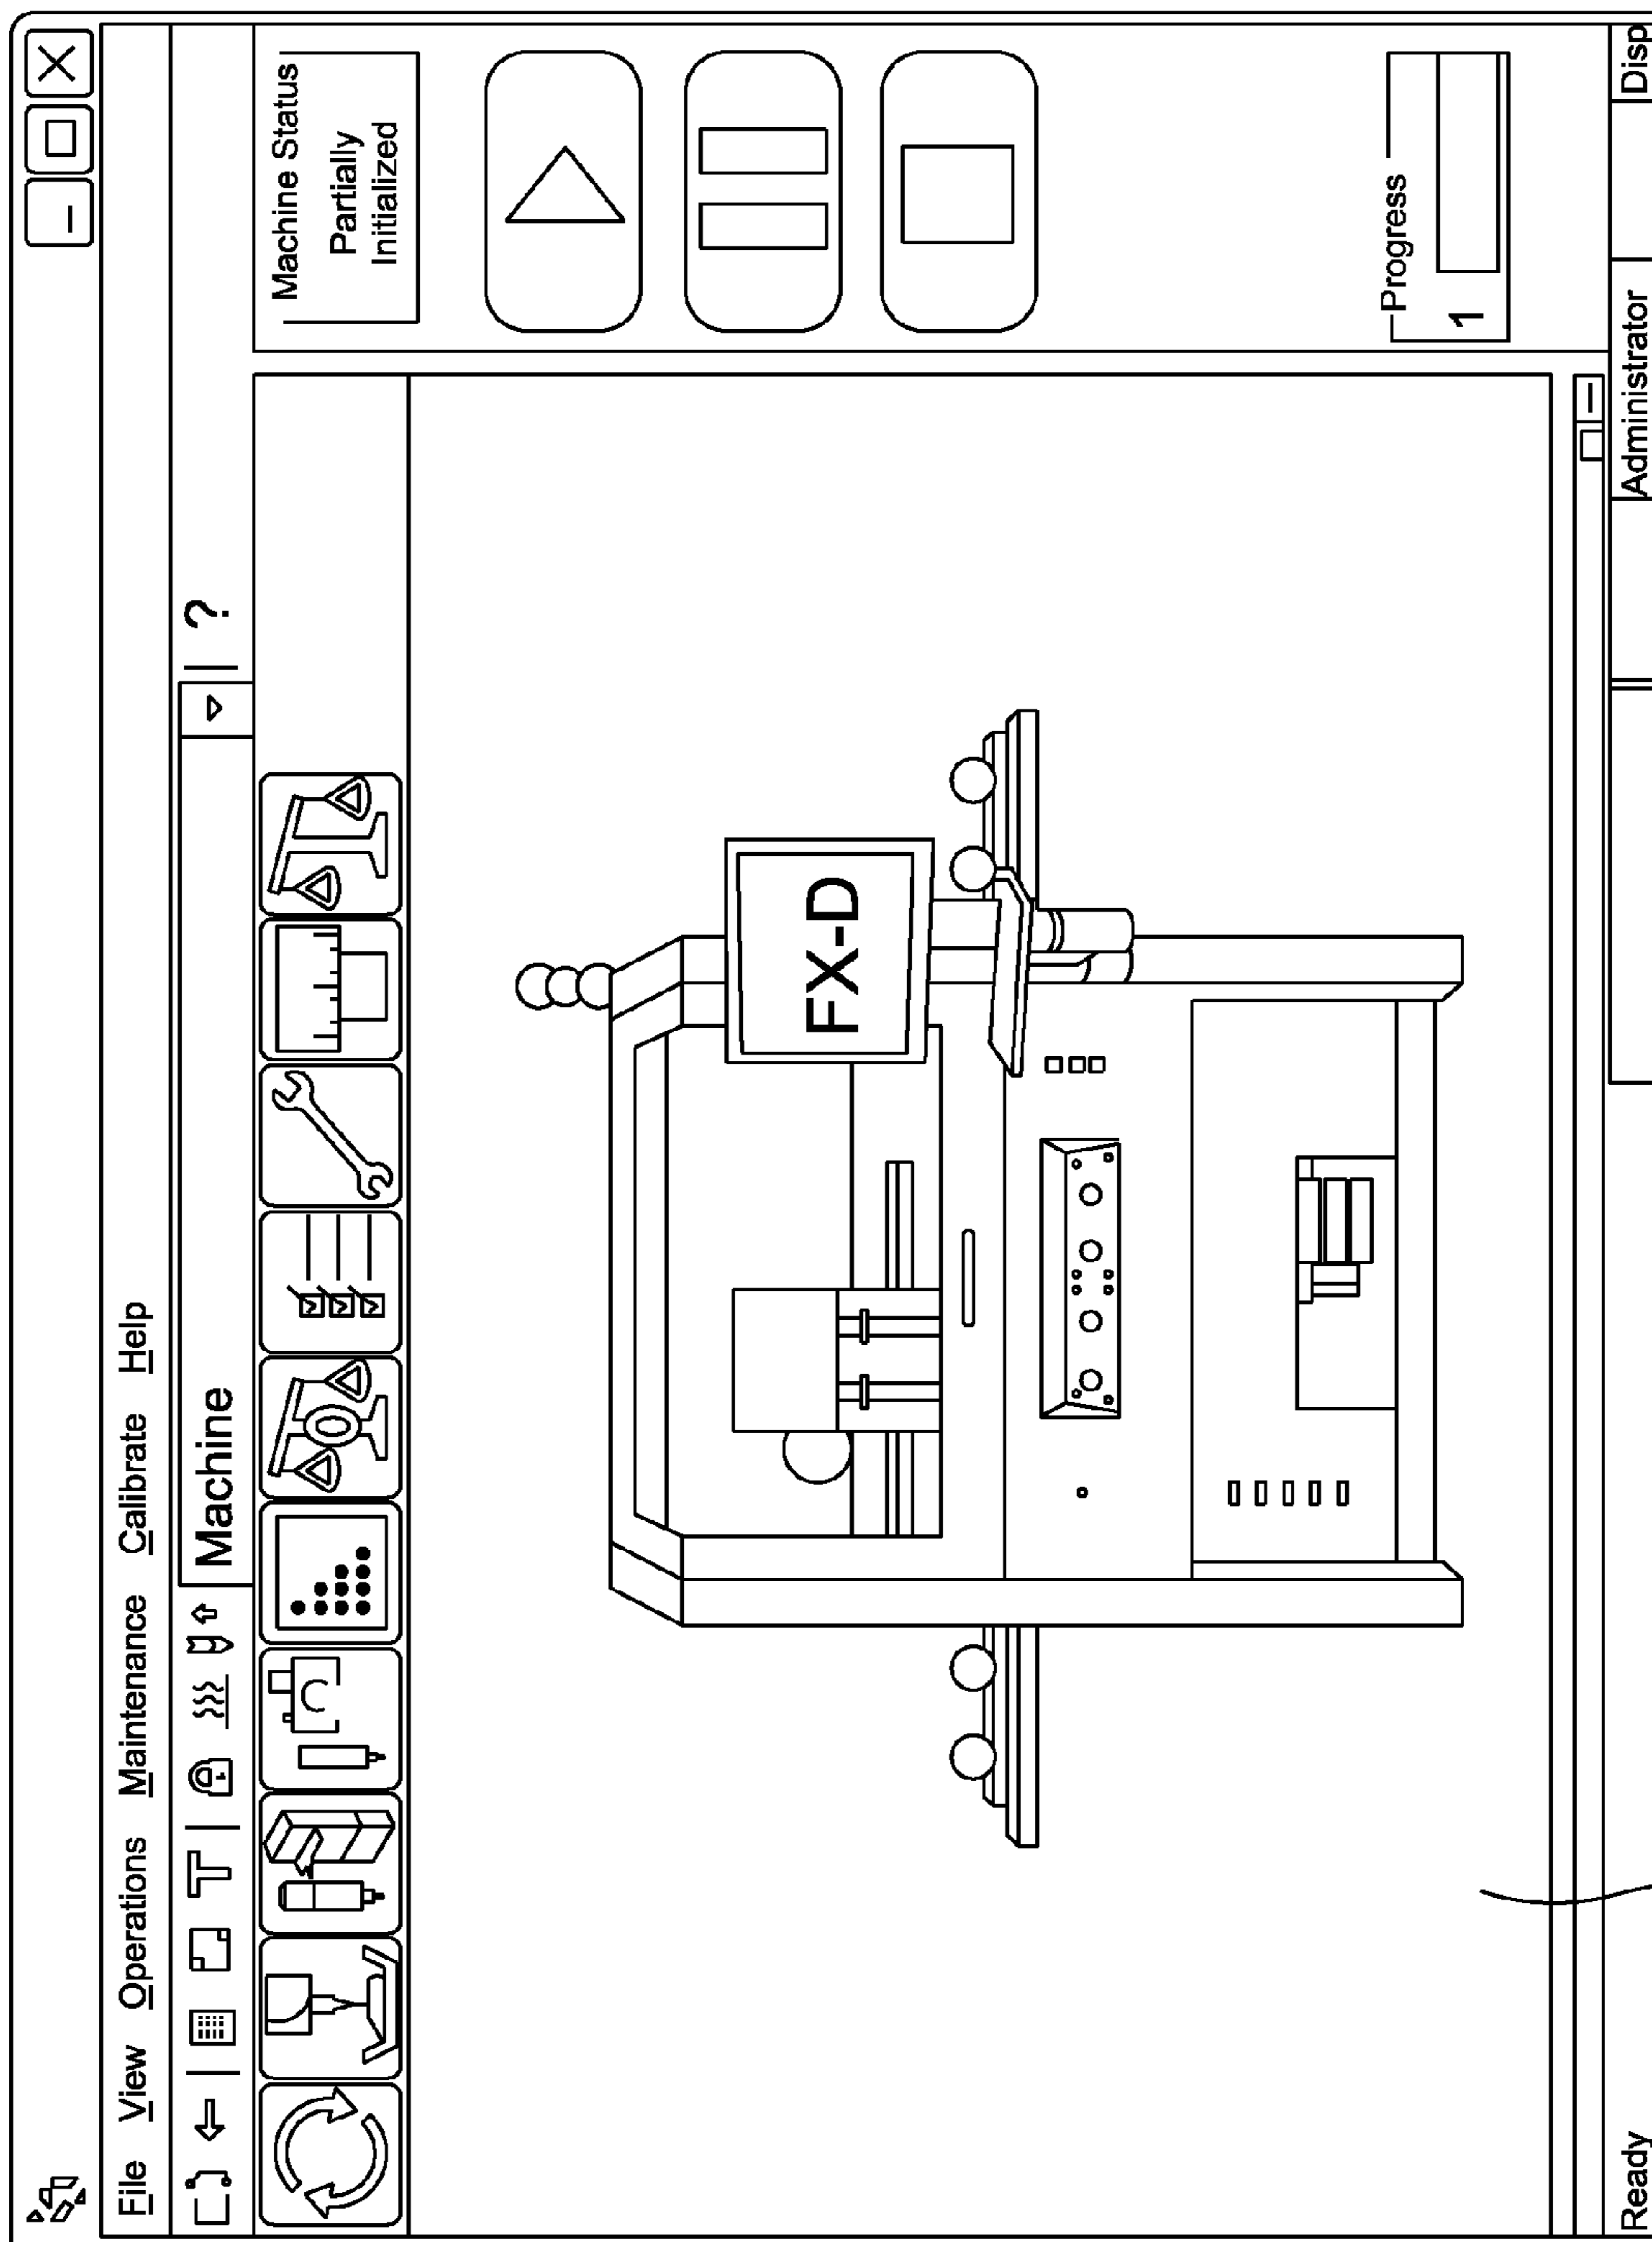 File View Operations Maintenance Calibrate Help
Machine
?
Machine Status
Partially
Initialized
FX-D
Progress
1
Ready
Administrator
Disp